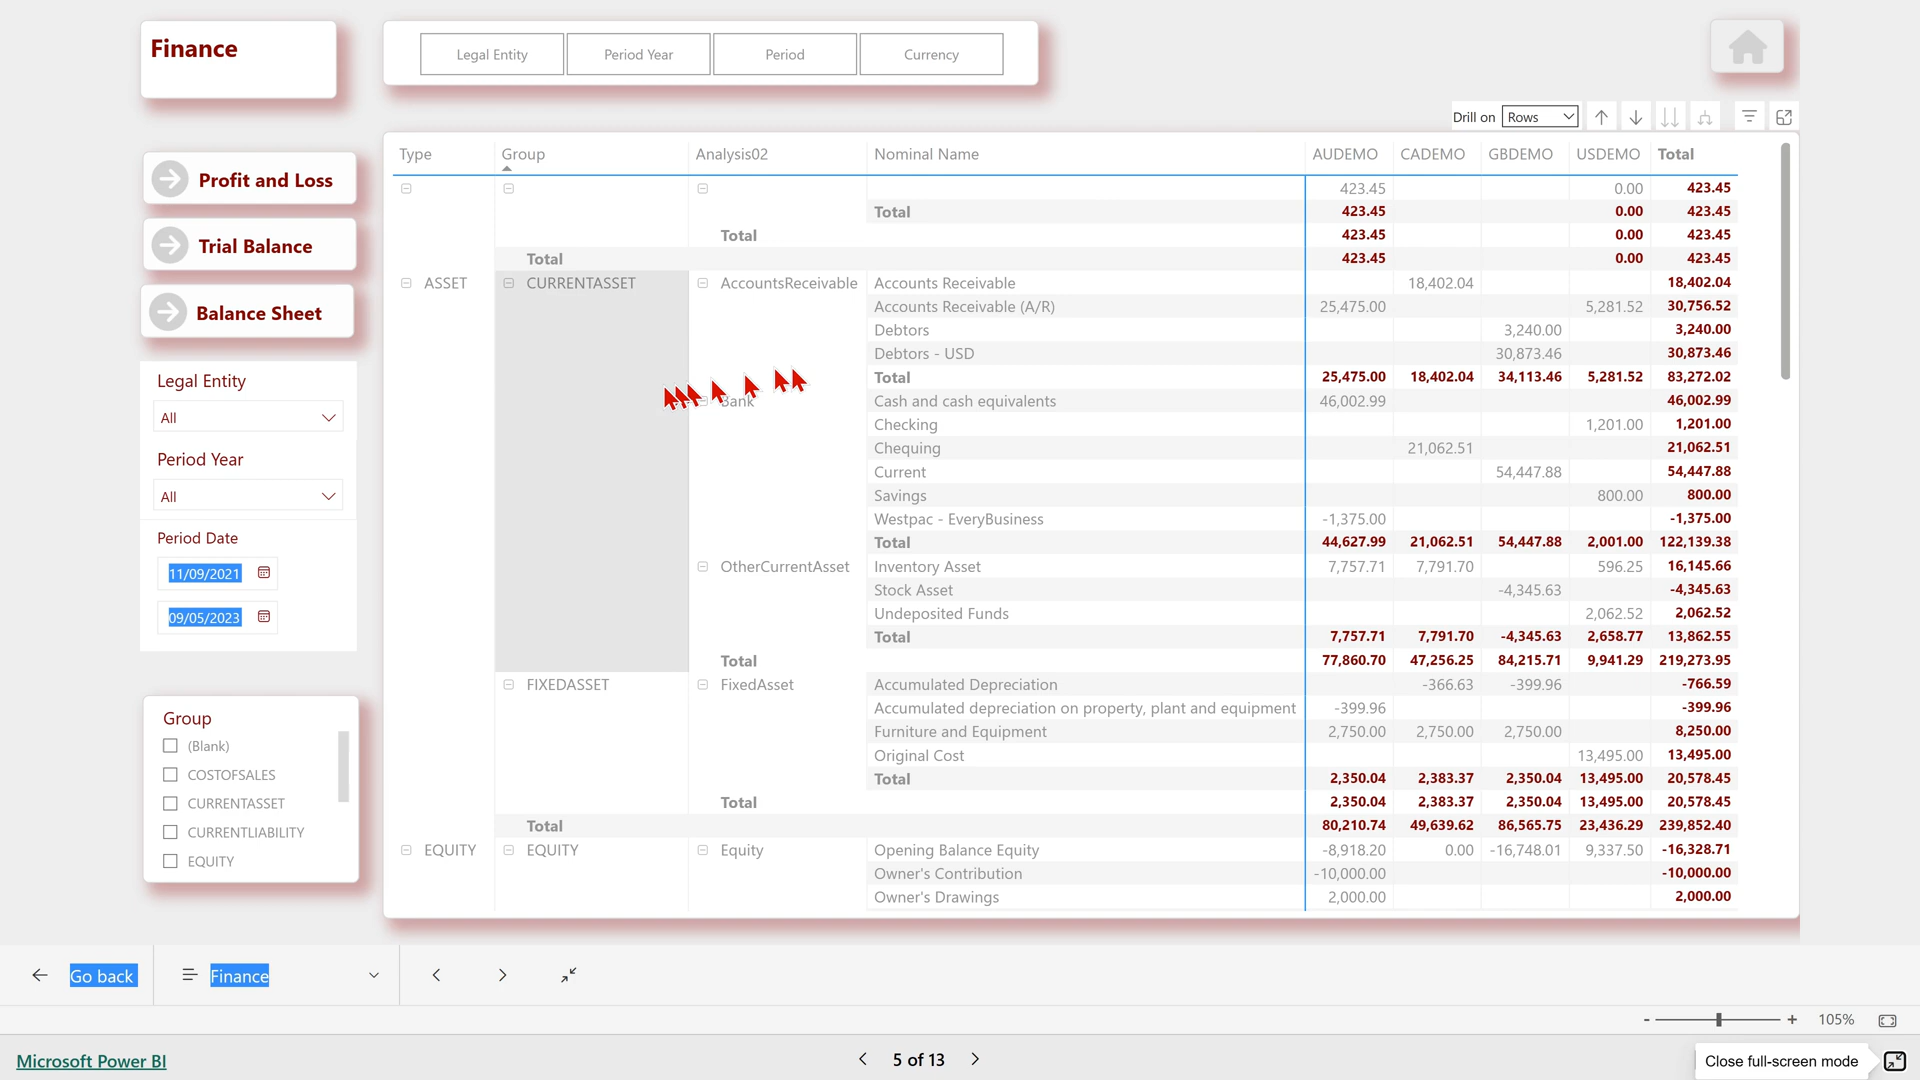 Finance
Legal Entity Period Year Period Currency
Drill on Rows
Profit and Loss
Trial Balance
Balance Sheet
Legal Entity
All
Period Year
All
Period Date
11/09/2021
09/05/2023
Group
(Blank)
COSTOFSALES
CURRENTASSET
CURRENTLIABILITY
EQUITY
Type Group Analysis02 Nominal Name AUDEMO CADEMO GBDEMO USDEMO Total
423.45 0.00 423.45
Total 423.45 0.00 423.45
Total 423.45 0.00 423.45
Total 423.45 0.00 423.45
ASSET CURRENTASSET AccountsReceivable Accounts Receivable 18,402.04 18,402.04
Accounts Receivable (A/R) 25,475.00 5,281.52 30,756.52
Debtors 3,240.00 3,240.00
Debtors - USD 30,873.46 30,873.46
Total 25,475.00 18,402.04 34,113.46 5,281.52 83,272.02
Bank Cash and cash equivalents 46,002.99 46,002.99
Checking 1,201.00 1,201.00
Chequing 21,062.51 21,062.51
Current 54,447.88 54,447.88
Savings 800.00 800.00
Westpac - EveryBusiness -1,375.00 -1,375.00
Total 44,627.99 21,062.51 54,447.88 2,001.00 122,139.38
OtherCurrentAsset Inventory Asset 7,757.71 7,791.70 596.25 16,145.66
Stock Asset -4,345.63 -4,345.63
Undeposited Funds 2,062.52 2,062.52
Total 7,757.71 7,791.70 -4,345.63 2,658.77 13,862.55
Total 77,860.70 47,256.25 84,215.71 9,941.29 219,273.95
FIXEDASSET FixedAsset Accumulated Depreciation -366.63 -399.96 -766.59
Accumulated depreciation on property, plant and equipment -399.96 -399.96
Furniture and Equipment 2,750.00 2,750.00 2,750.00 8,250.00
Original Cost 13,495.00 13,495.00
Total 2,350.04 2,383.37 2,350.04 13,495.00 20,578.45
Total 2,350.04 2,383.37 2,350.04 13,495.00 20,578.45
Total 80,210.74 49,639.62 86,565.75 23,436.29 239,852.40
EQUITY EQUITY Equity Opening Balance Equity -8,918.20 0.00 -16,748.01 9,337.50 -16,328.71
Owner's Contribution -10,000.00 -10,000.00
Owner's Drawings 2,000.00 2,000.00
Go back Finance
- + 105%
Microsoft Power BI 5 of 13 Close full-screen mode